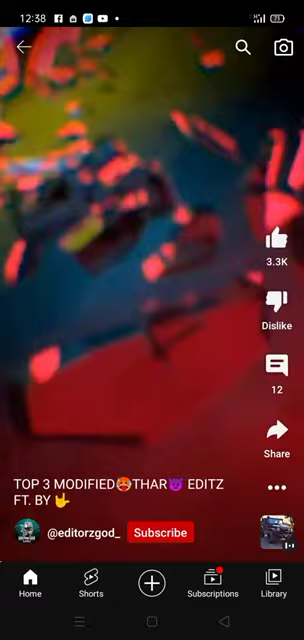 12:38
71
3.3K
Dislike
12
Share
TOP 3 MODIFIED🥵THAR😈 EDITZ
FT. BY 🤟
@editorzgod_
Subscribe
Home
Shorts
Subscriptions
Library